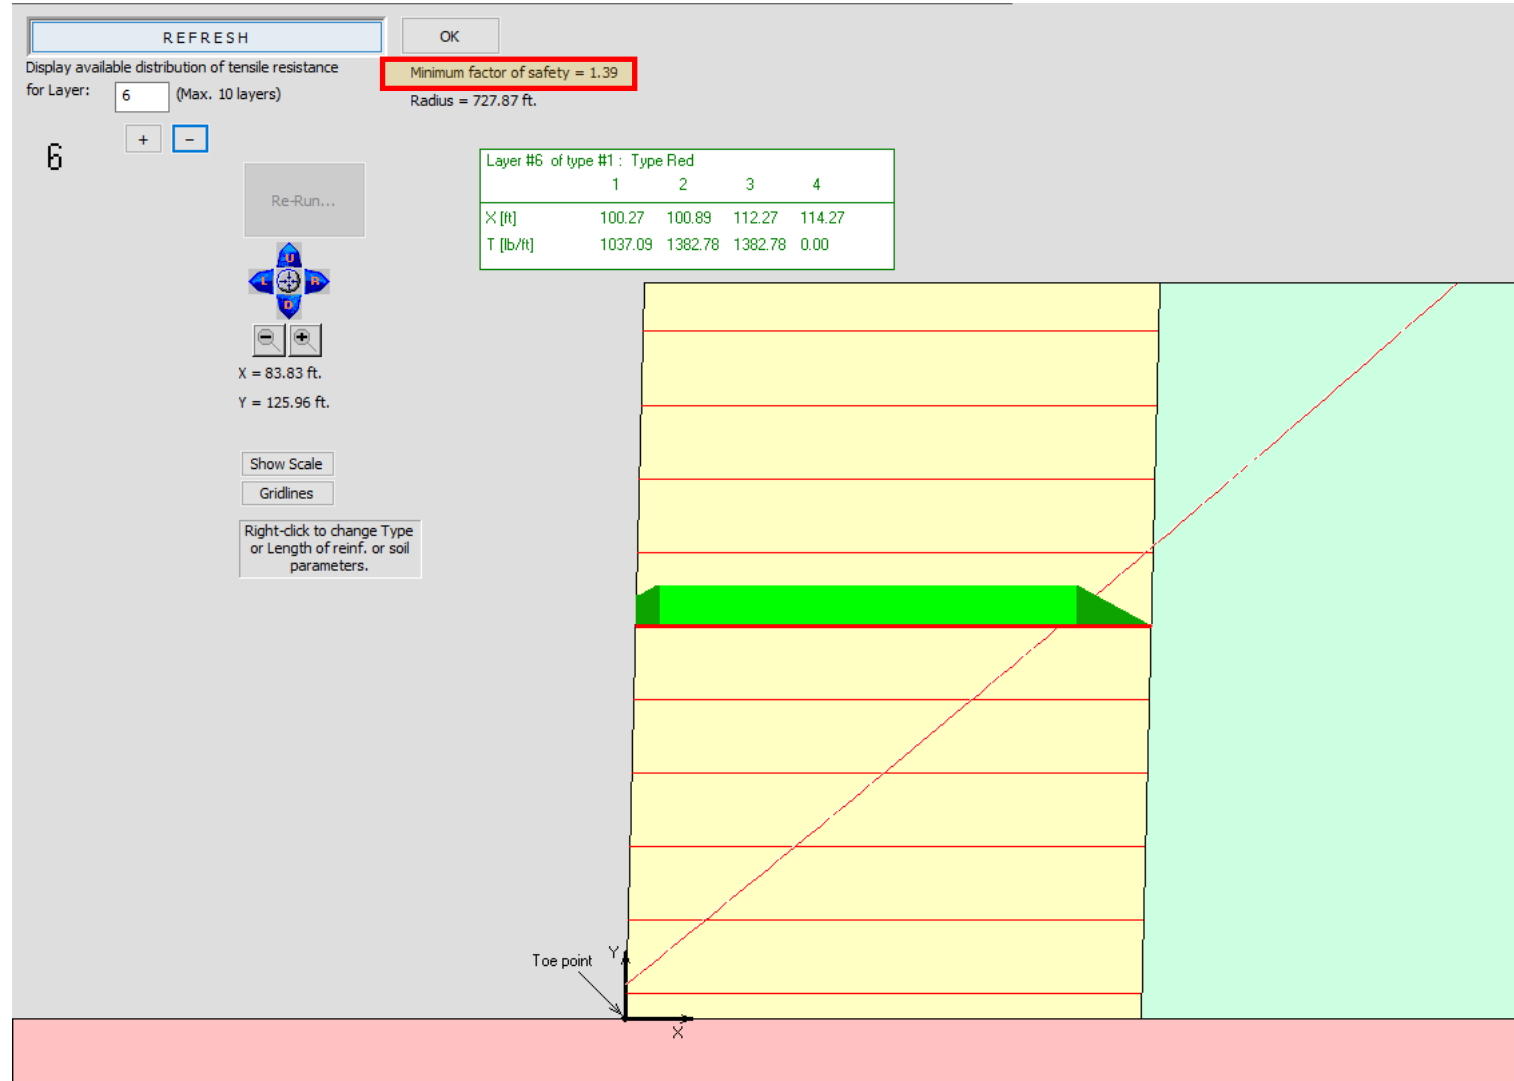 REFRESH
OK
Display available distribution of tensile resistance
for Layer:
6
(Max. 10 layers)
Minimum factor of safety = 1.39
Radius = 727.87 ft.
+
−
6
Re-Run...
Layer #6 of type #1 : Type Red
1 2 3 4
X [ft] 100.27 100.89 112.27 114.27
T [lb/ft] 1037.09 1382.78 1382.78 0.00
U
L R
D
X = 83.83 ft.
Y = 125.96 ft.
Show Scale
Gridlines
Right-click to change Type
or Length of reinf. or soil
parameters.
Toe point
Y
X